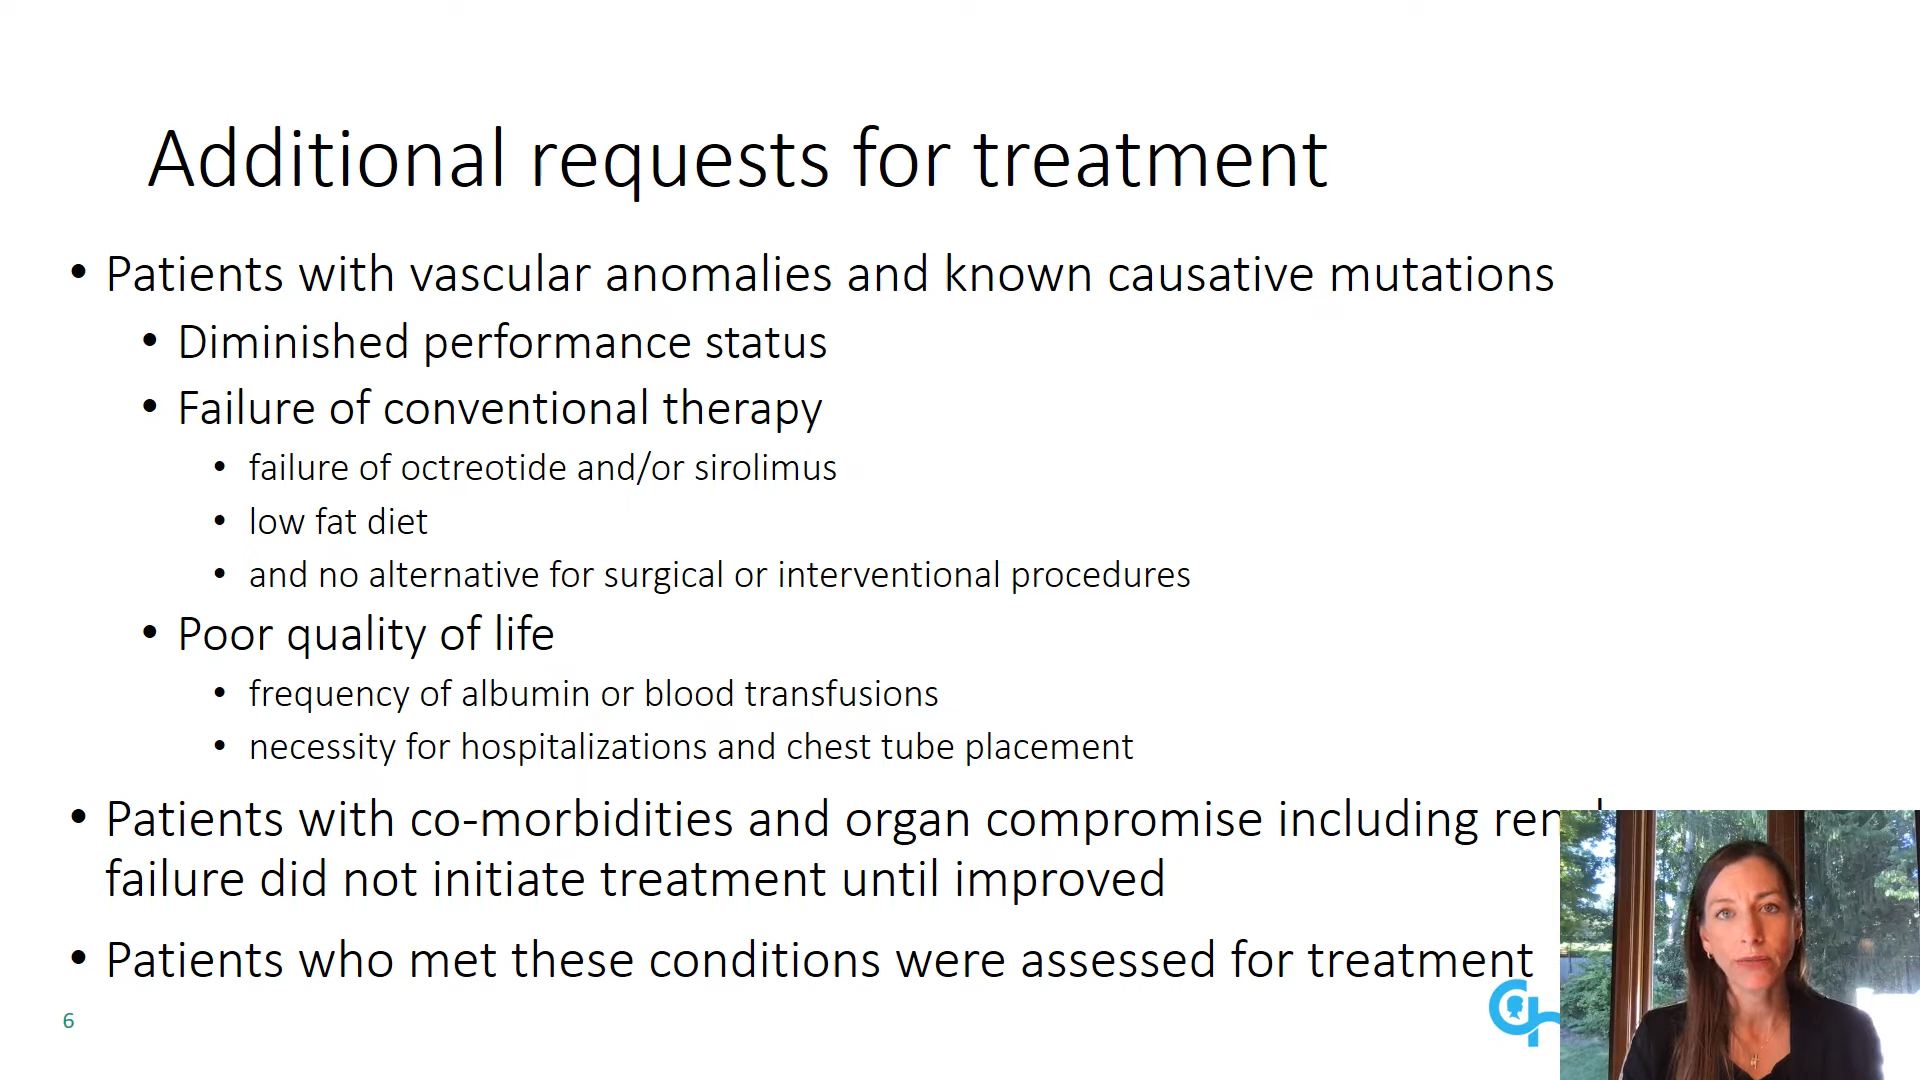 Additional requests for treatment
• Patients with vascular anomalies and known causative mutations
• Diminished performance status
• Failure of conventional therapy
• failure of octreotide and/or sirolimus
• low fat diet
• and no alternative for surgical or interventional procedures
• Poor quality of life
• frequency of albumin or blood transfusions
• necessity for hospitalizations and chest tube placement
• Patients with co-morbidities and organ compromise including
failure did not initiate treatment until improved
• Patients who met these conditions were assessed for treatment
6